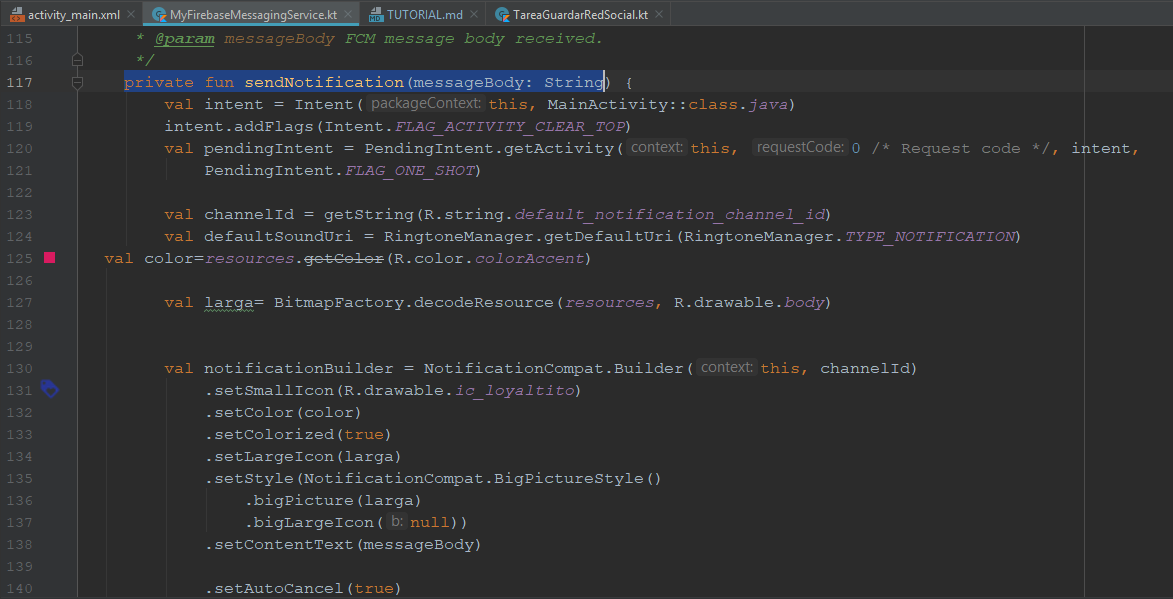 activity_main.xml MyFirebaseMessagingService.kt TUTORIAL.md TareaGuardarRedSocial.kt
115 * @param messageBody FCM message body received.
116 */
117 private fun sendNotification(messageBody: String) {
118 val intent = Intent( packageContext: this, MainActivity::class.java)
119 intent.addFlags(Intent.FLAG_ACTIVITY_CLEAR_TOP)
120 val pendingIntent = PendingIntent.getActivity( context: this, requestCode: 0 /* Request code */, intent,
121 PendingIntent.FLAG_ONE_SHOT)
122
123 val channelId = getString(R.string.default_notification_channel_id)
124 val defaultSoundUri = RingtoneManager.getDefaultUri(RingtoneManager.TYPE_NOTIFICATION)
125 val color=resources.getColor(R.color.colorAccent)
126
127 val larga= BitmapFactory.decodeResource(resources, R.drawable.body)
128
129
130 val notificationBuilder = NotificationCompat.Builder( context: this, channelId)
131 .setSmallIcon(R.drawable.ic_loyaltito)
132 .setColor(color)
133 .setColorized(true)
134 .setLargeIcon(larga)
135 .setStyle(NotificationCompat.BigPictureStyle()
136 .bigPicture(larga)
137 .bigLargeIcon( b: null))
138 .setContentText(messageBody)
139
140 .setAutoCancel(true)